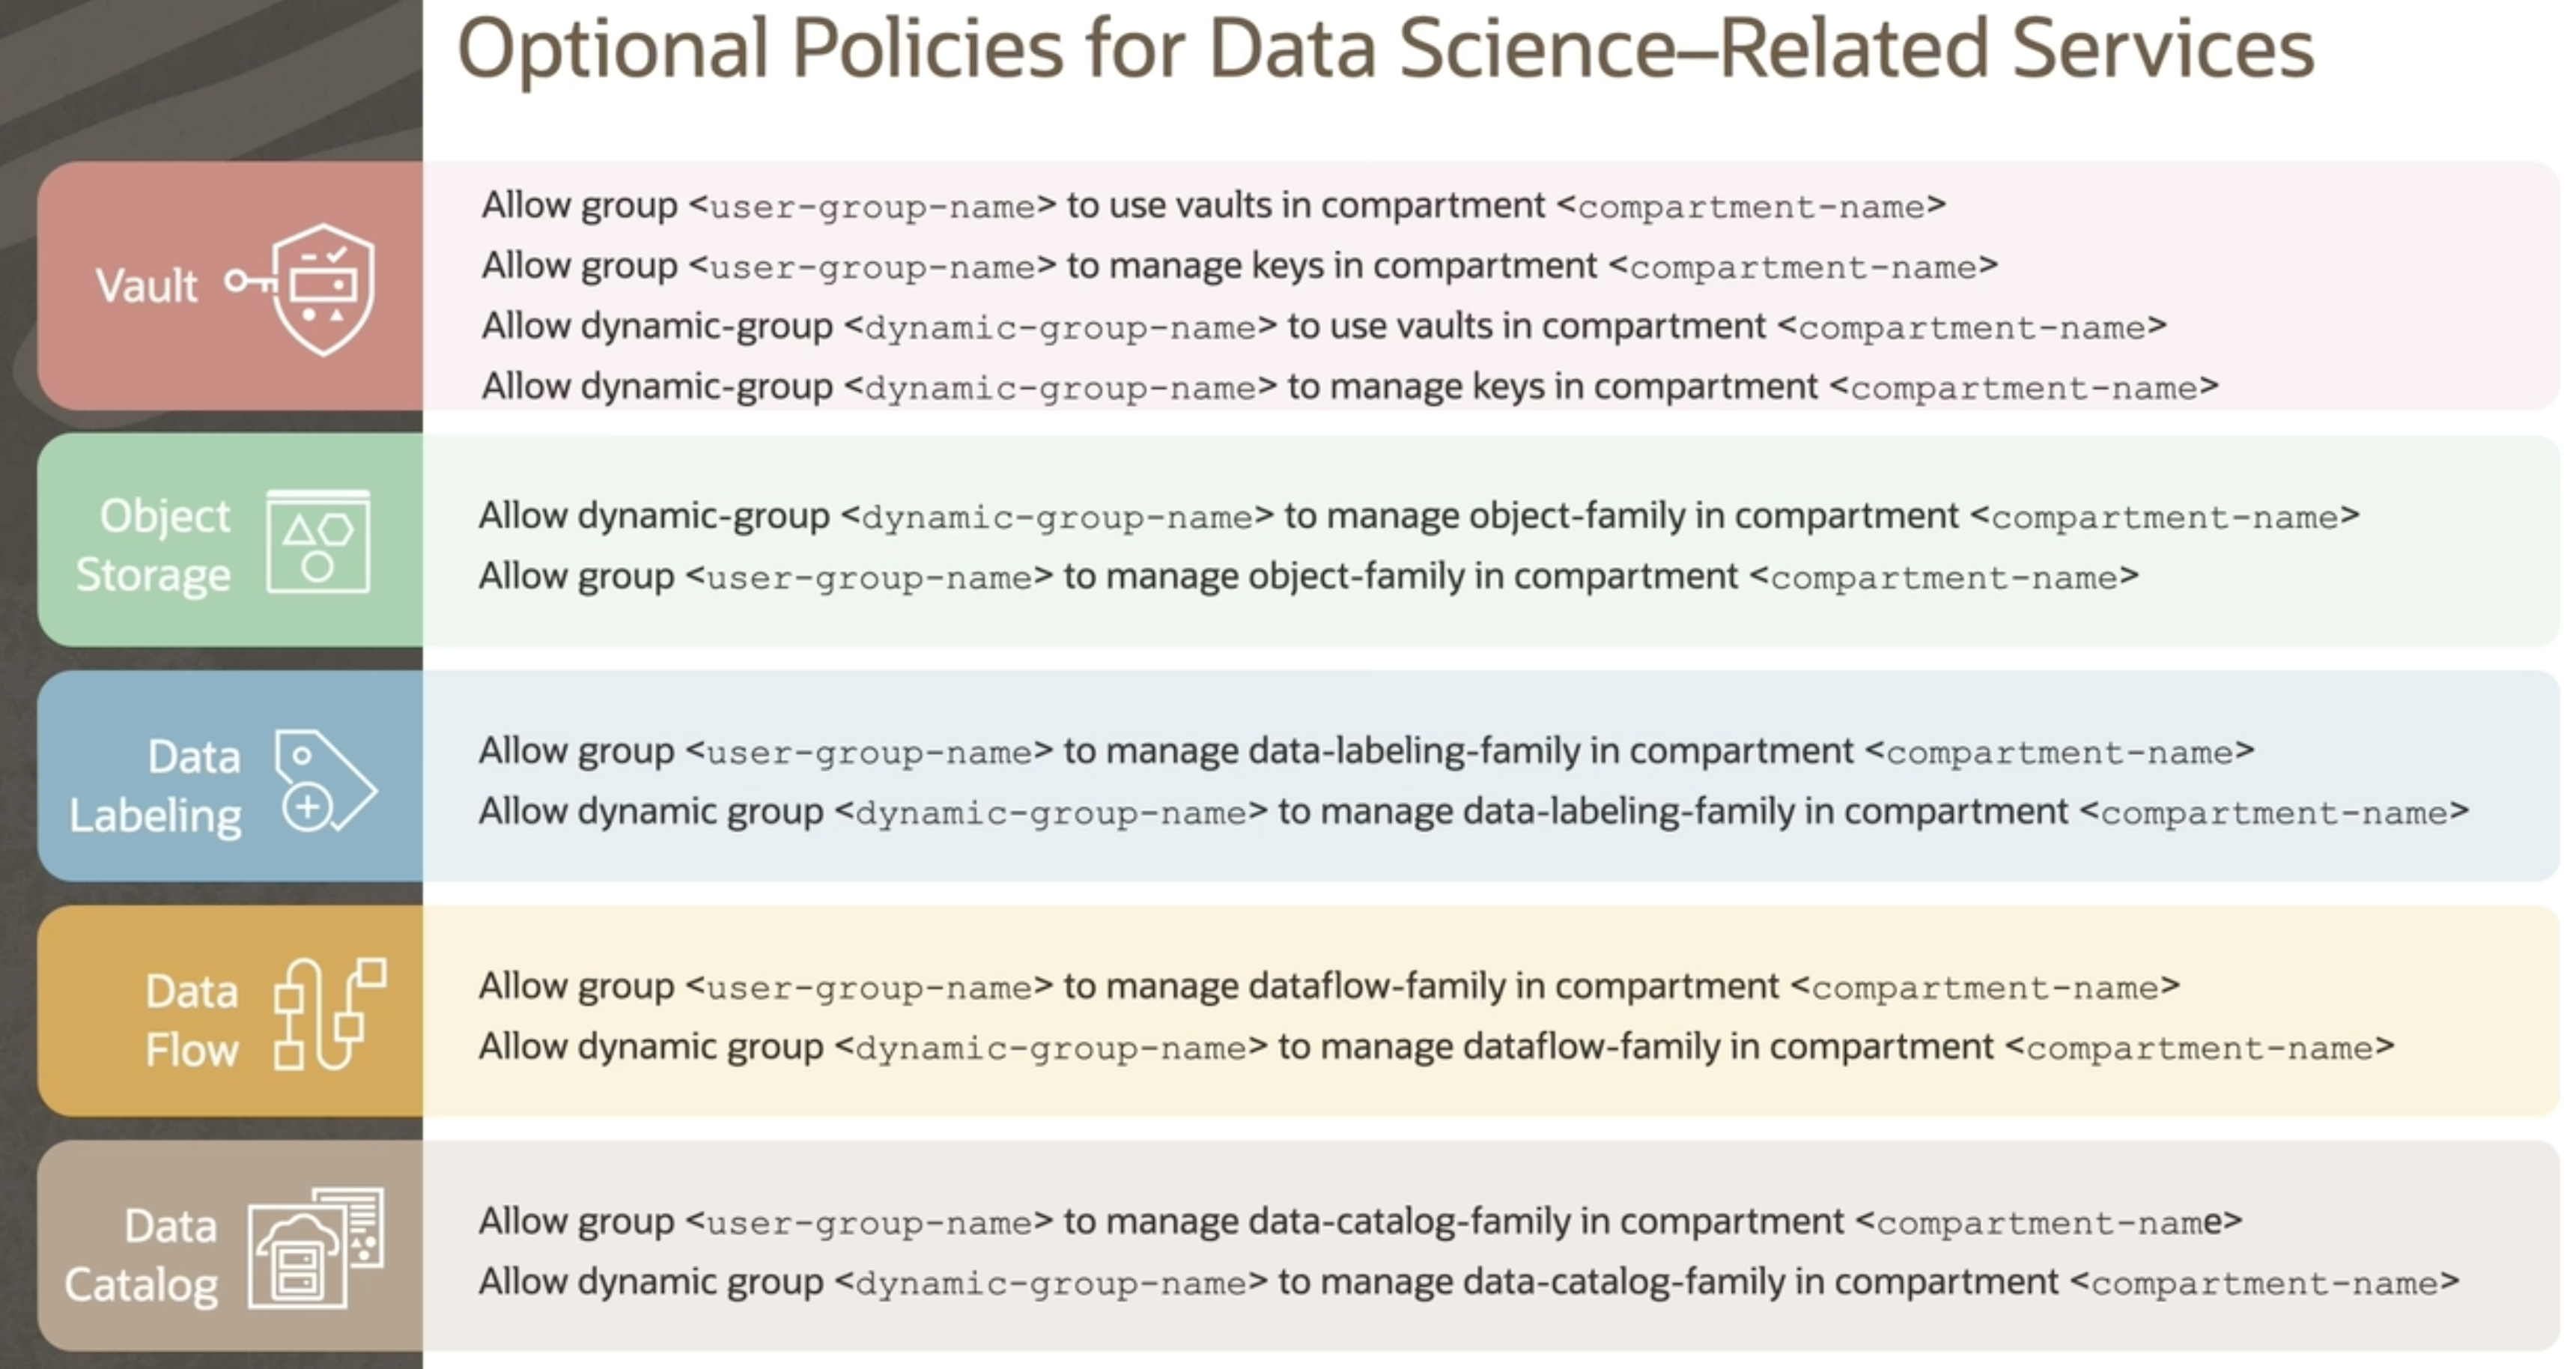 Optional Policies for Data Science–Related Services
Vault
Allow group <user-group-name> to use vaults in compartment <compartment-name>
Allow group <user-group-name> to manage keys in compartment <compartment-name>
Allow dynamic-group <dynamic-group-name> to use vaults in compartment <compartment-name>
Allow dynamic-group <dynamic-group-name> to manage keys in compartment <compartment-name>
Object
Storage
Allow dynamic-group <dynamic-group-name> to manage object-family in compartment <compartment-name>
Allow group <user-group-name> to manage object-family in compartment <compartment-name>
Data
Labeling
Allow group <user-group-name> to manage data-labeling-family in compartment <compartment-name>
Allow dynamic group <dynamic-group-name> to manage data-labeling-family in compartment <compartment-name>
Data
Flow
Allow group <user-group-name> to manage dataflow-family in compartment <compartment-name>
Allow dynamic group <dynamic-group-name> to manage dataflow-family in compartment <compartment-name>
Data
Catalog
Allow group <user-group-name> to manage data-catalog-family in compartment <compartment-name>
Allow dynamic group <dynamic-group-name> to manage data-catalog-family in compartment <compartment-name>